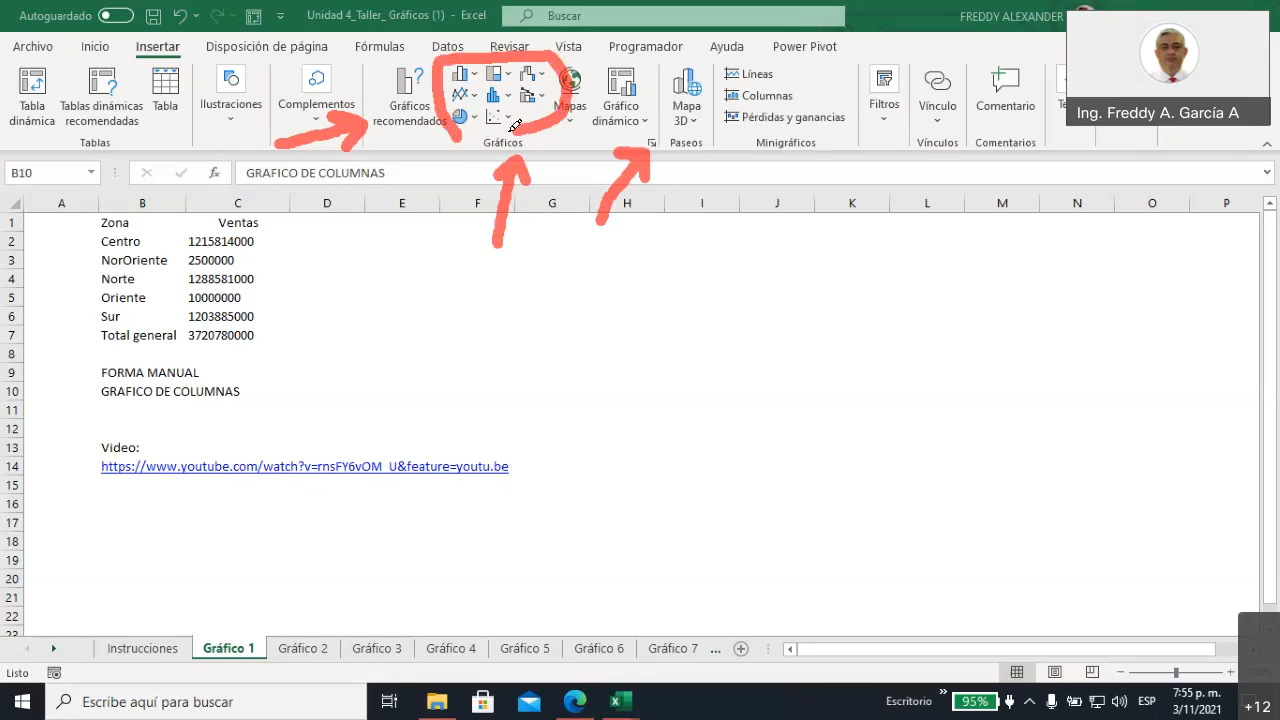 Autoguardado
Unidad 4_Taller_ Gráficos (1) - Excel
Buscar
FREDDY ALEXANDER
Archivo Inicio Insertar Disposición de página Fórmulas Datos Revisar Vista Programador Ayuda Power Pivot
Tabla dinámica
Tablas dinámicas recomendadas
Tabla
Ilustraciones
Complementos
Gráficos recomendados
Mapas
Gráfico dinámico
Mapa 3D
Líneas
Columnas
Pérdidas y ganancias
Filtros
Vínculo
Comentario
Ing. Freddy A. García A
Tablas Gráficos Paseos Minigráficos Vínculos Comentarios
B10 fx GRAFICO DE COLUMNAS
A B C D E F G H I J K L M N O P
1 Zona Ventas
2 Centro 1215814000
3 NorOriente 2500000
4 Norte 1288581000
5 Oriente 10000000
6 Sur 1203885000
7 Total general 3720780000
8
9 FORMA MANUAL
10 GRAFICO DE COLUMNAS
11
12
13 Video:
14 https://www.youtube.com/watch?v=rnsFY6vOM_U&feature=youtu.be
15
16
17
18
19
20
21
22
23
Instrucciones Gráfico 1 Gráfico 2 Gráfico 3 Gráfico 4 Gráfico 5 Gráfico 6 Gráfico 7 ...
Listo
100%
Escribe aquí para buscar
Escritorio
95%
ESP
7:55 p. m.
3/11/2021
+12